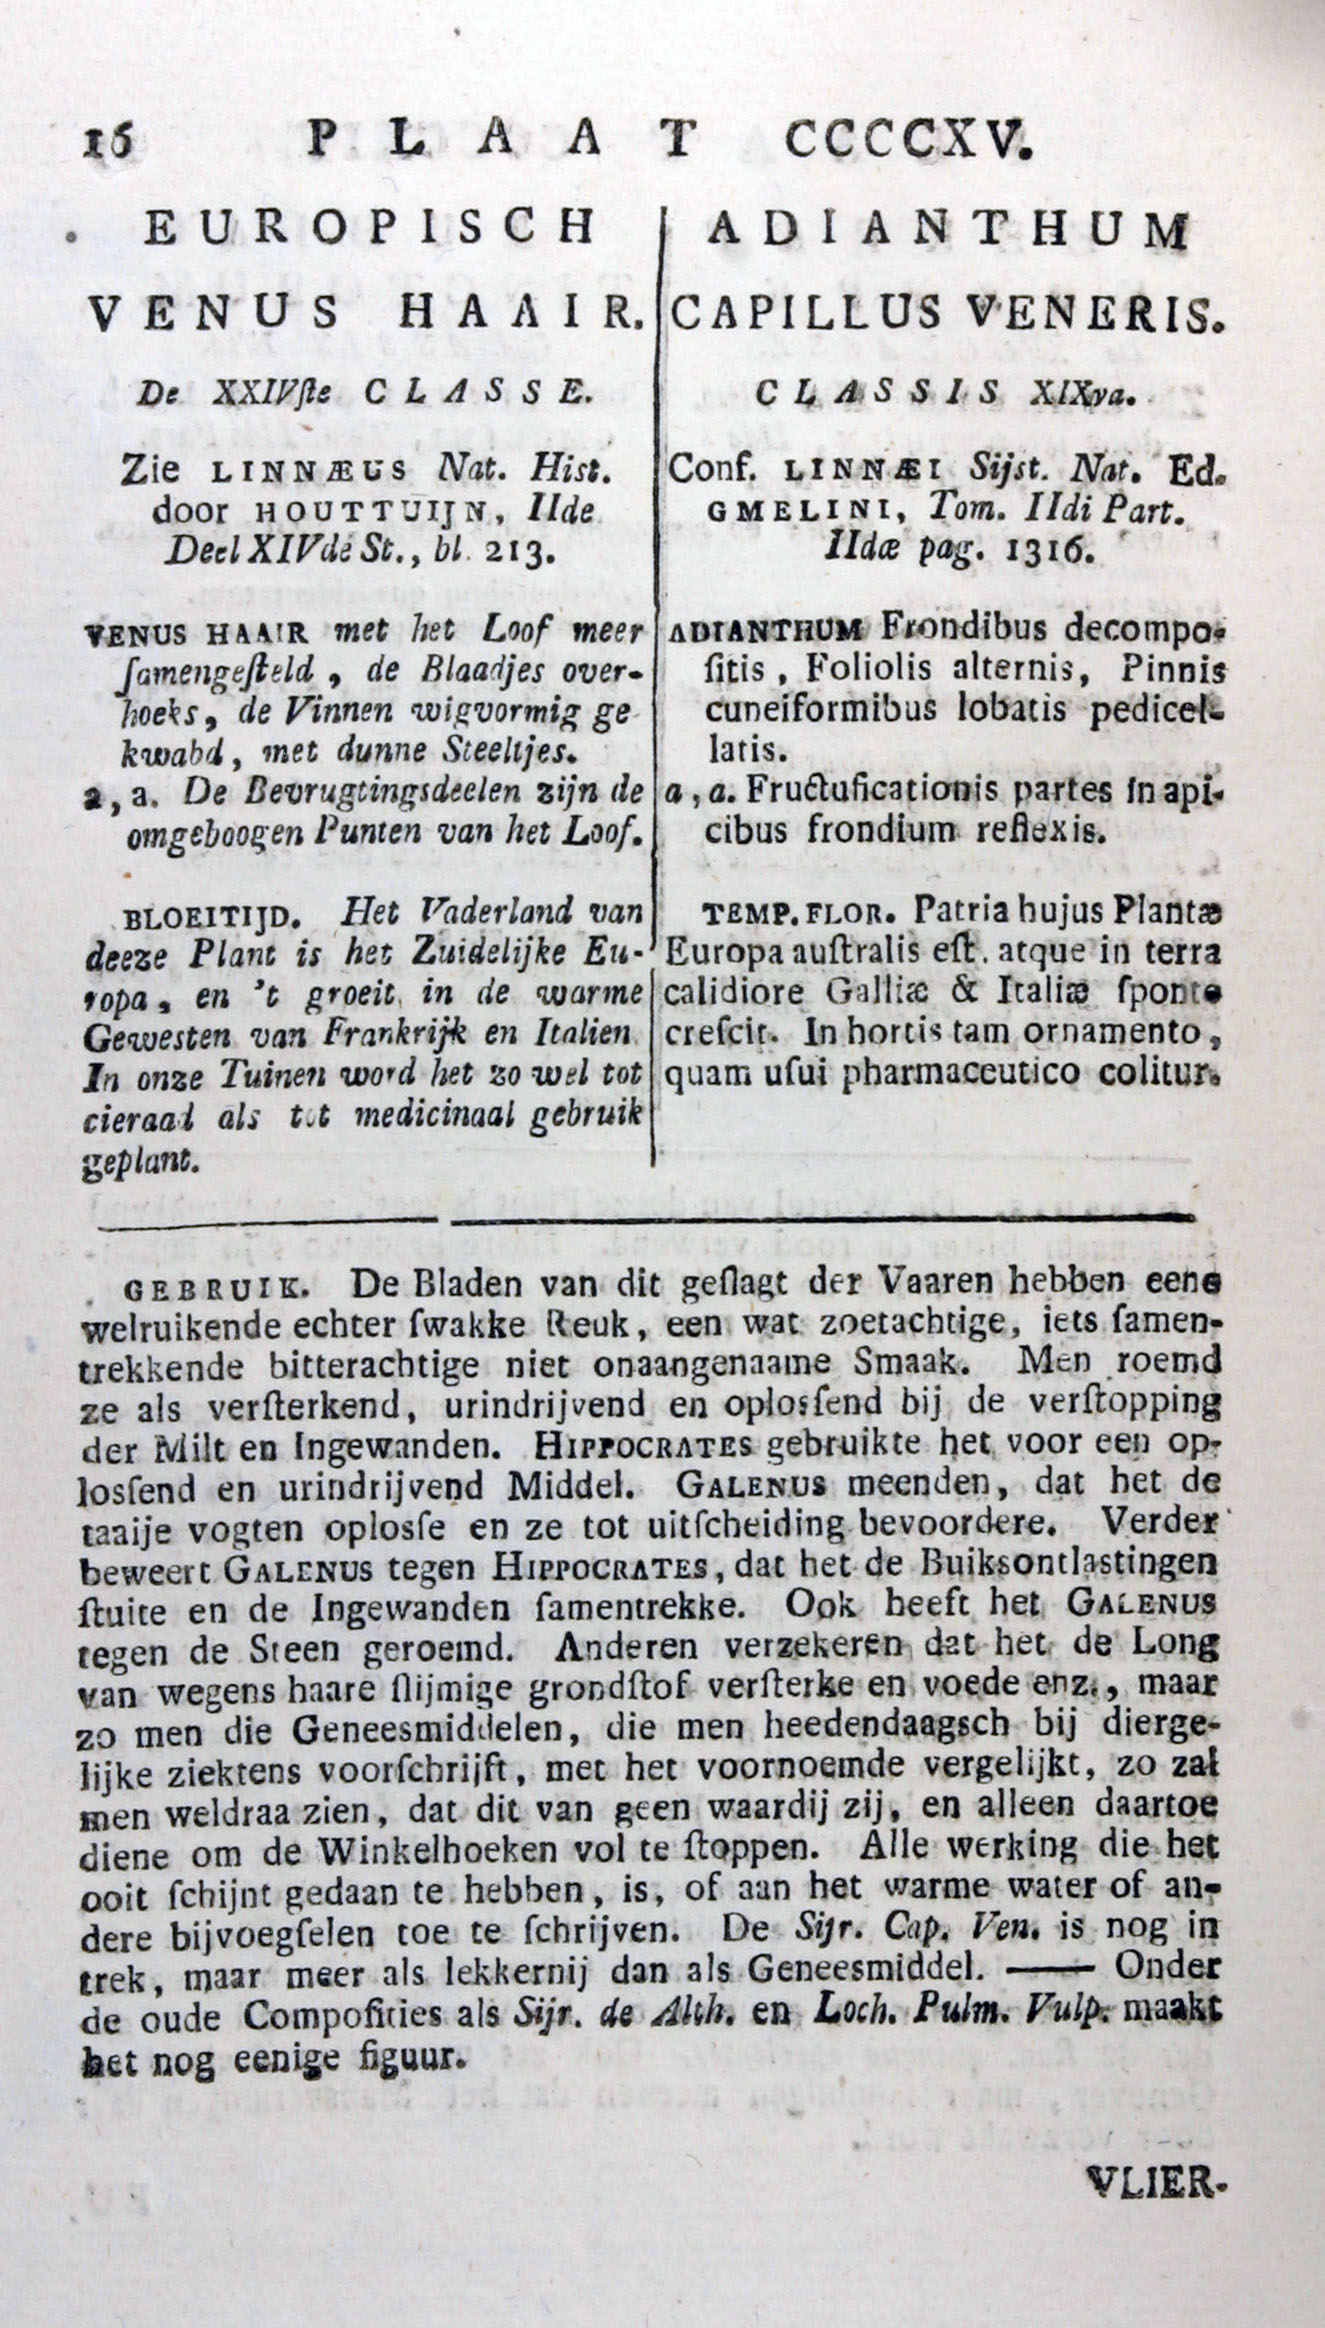 16 PLAAT CCCCXV.
EUROPISCH
VENUS HAAIR.
De XXIVſte CLASSE.
Zie LINNÆUS Nat. Hist.
door HOUTTUIJN, IIde
Deel XIVde St., bl. 213.
VENUS HAAIR met het Loof meer
ſamengeſteld, de Blaadjes over-
hoeks, de Vinnen wigvormig ge
kwabd, met dunne Steeltjes.
a, a. De Bevrugtingsdeelen zijn de
omgeboogen Punten van het Loof.
BLOEITIJD. Het Vaderland van
deeze Plant is het Zuidelijke Eu-
ropa, en 't groeit in de warme
Gewesten van Frankrijk en Italien
In onze Tuinen word het zo wel tot
cieraad als tot medicinaal gebruik
geplant.
ADIANTHUM
CAPILLUS VENERIS.
CLASSIS XIXva.
Conf. LINNÆI Sijst. Nat. Ed.
GMELINI, Tom. IIdi Part.
IIdæ pag. 1316.
ADIANTHUM Frondibus decompo-
ſitis, Foliolis alternis, Pinnis
cuneiformibus lobatis pedicel-
latis.
a, a. Fructuficationis partes in api-
cibus frondium reflexis.
TEMP. FLOR. Patria hujus Plantæ
Europa auſtralis eſt. atque in terra
calidiore Galliæ & Italiæ ſponte
creſcit. In hortis tam ornamento,
quam uſui pharmaceutico colitur.
GEBRUIK. De Bladen van dit geſlagt der Vaaren hebben eene
welruikende echter ſwakke Reuk, een wat zoetachtige, iets ſamen-
trekkende bitterachtige niet onaangenaame Smaak. Men roemd
ze als verſterkend, urindrijvend en oplosſend bij de verſtopping
der Milt en Ingewanden. HIPPOCRATES gebruikte het voor een op-
losſend en urindrijvend Middel. GALENUS meenden, dat het de
taaije vogten oplosſe en ze tot uitſcheiding bevoordere. Verder
beweert GALENUS tegen HIPPOCRATES, dat het de Buiksontlastingen
ſtuite en de Ingewanden ſamentrekke. Ook heeft het GALENUS
tegen de Steen geroemd. Anderen verzekeren dat het de Long
van wegens haare ſlijmige grondſtof verſterke en voede enz., maar
zo men die Geneesmiddelen, die men heedendaagsch bij dierge-
lijke ziektens voorſchrijft, met het voornoemde vergelijkt, zo zal
men weldraa zien, dat dit van geen waardij zij, en alleen daartoe
diene om de Winkelhoeken vol te ſtoppen. Alle werking die het
ooit ſchijnt gedaan te hebben, is, of aan het warme water of an-
dere bijvoegſelen toe te ſchrijven. De Sijr. Cap. Ven. is nog in
trek, maar meer als lekkernij dan als Geneesmiddel. —— Onder
de oude Compoſities als Sijr. de Alth. en Loch. Pulm. Vulp. maakt
het nog eenige figuur.
VLIER-